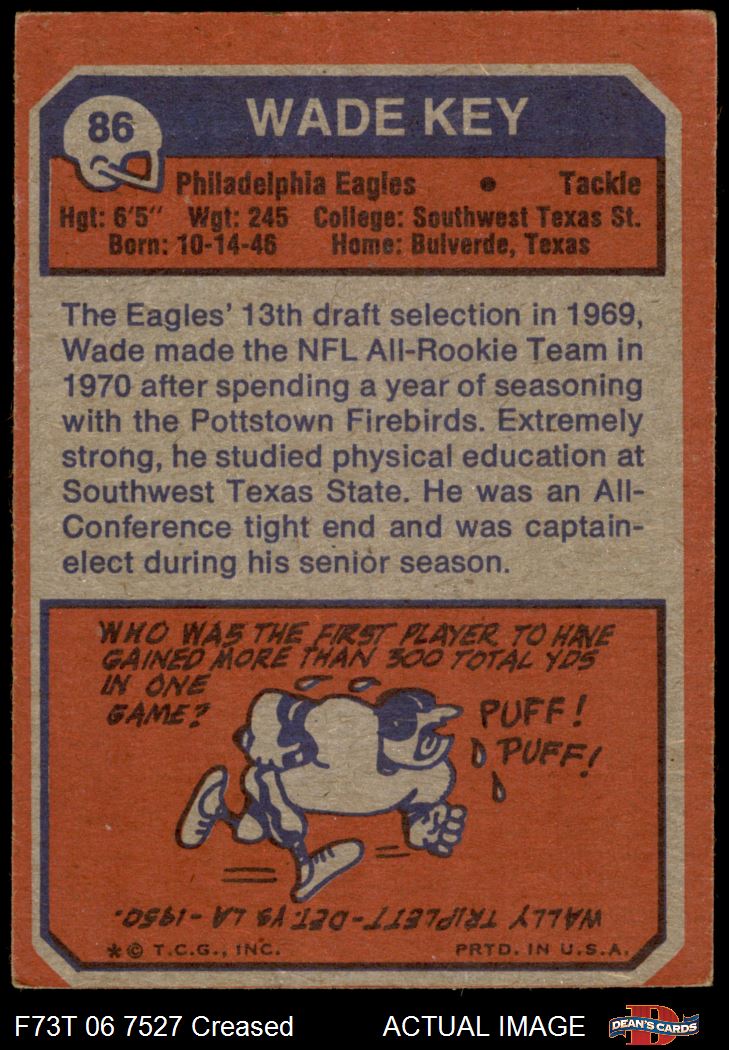 86
WADE KEY
Philadelphia Eagles • Tackle
Hgt: 6'5" Wgt: 245 College: Southwest Texas St.
Born: 10-14-46 Home: Bulverde, Texas
The Eagles' 13th draft selection in 1969,
Wade made the NFL All-Rookie Team in
1970 after spending a year of seasoning
with the Pottstown Firebirds. Extremely
strong, he studied physical education at
Southwest Texas State. He was an All-
Conference tight end and was captain-
elect during his senior season.
WHO WAS THE FIRST PLAYER TO HAVE
GAINED MORE THAN 300 TOTAL YDS
IN ONE
GAME?
PUFF!
PUFF!
WALLY TRIPLETT-DET. VS LA-1950.
*© T.C.G., INC. PRTD. IN U.S.A.
F73T 06 7527 Creased ACTUAL IMAGE
D
DEAN'S CARDS